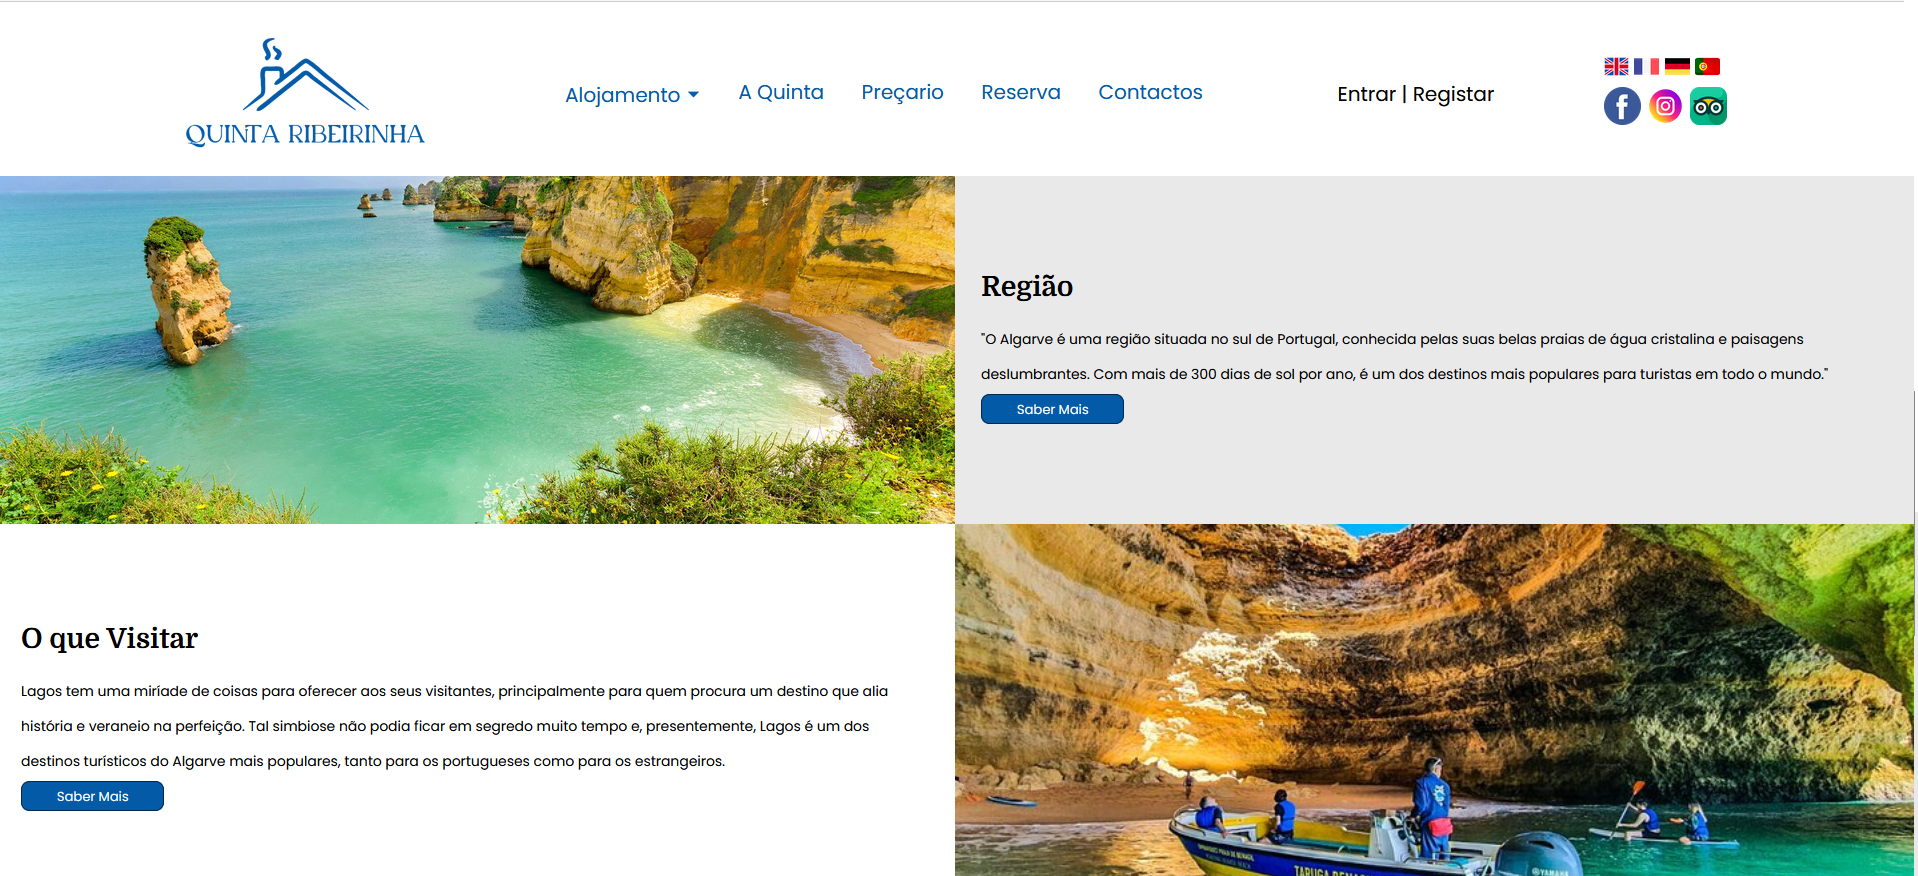 QUINTA RIBEIRINHA
Alojamento
A Quinta
Preçario
Reserva
Contactos
Entrar | Registar
Região
"O Algarve é uma região situada no sul de Portugal, conhecida pelas suas belas praias de água cristalina e paisagens
deslumbrantes. Com mais de 300 dias de sol por ano, é um dos destinos mais populares para turistas em todo o mundo."
Saber Mais
O que Visitar
Lagos tem uma miríade de coisas para oferecer aos seus visitantes, principalmente para quem procura um destino que alia
história e veraneio na perfeição. Tal simbiose não podia ficar em segredo muito tempo e, presentemente, Lagos é um dos
destinos turísticos do Algarve mais populares, tanto para os portugueses como para os estrangeiros.
Saber Mais
TARUGA
YAMAHA